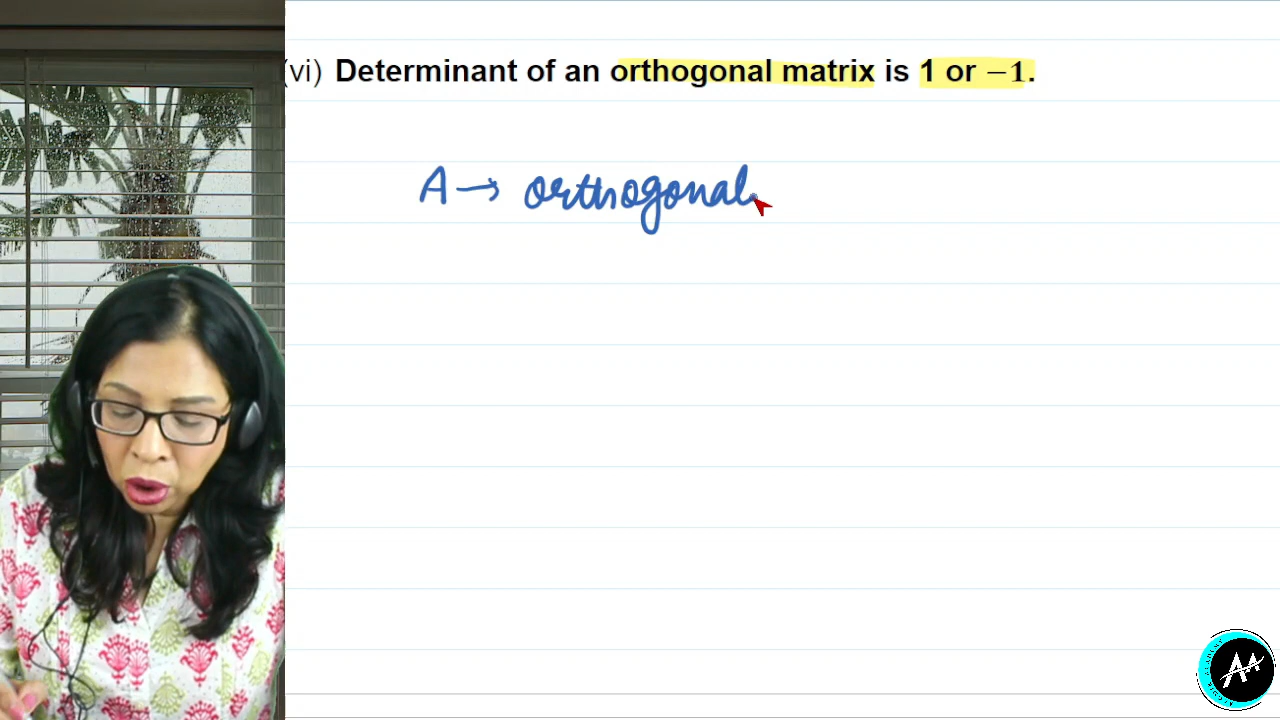 (vi) Determinant of an orthogonal matrix is 1 or −1.
A → orthogonal
A+